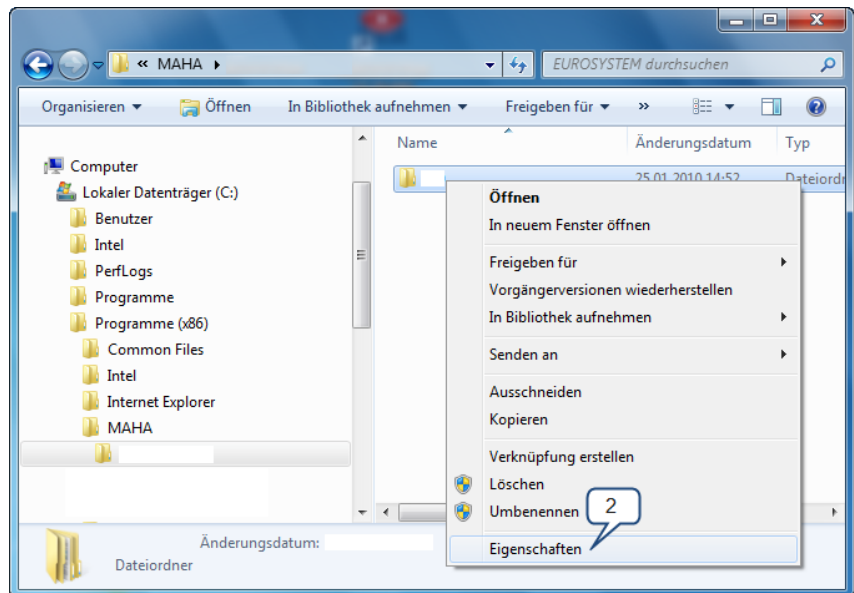 « MAHA
EUROSYSTEM durchsuchen
Organisieren
Öffnen
In Bibliothek aufnehmen
Freigeben für
»
Name
Änderungsdatum
Typ
Computer
Lokaler Datenträger (C:)
Benutzer
Intel
PerfLogs
Programme
Programme (x86)
Common Files
Intel
Internet Explorer
MAHA
25.01.2010 14:52
Dateiordn
Öffnen
In neuem Fenster öffnen
Freigeben für
Vorgängerversionen wiederherstellen
In Bibliothek aufnehmen
Senden an
Ausschneiden
Kopieren
Verknüpfung erstellen
Löschen
Umbenennen
2
Eigenschaften
Änderungsdatum:
Dateiordner